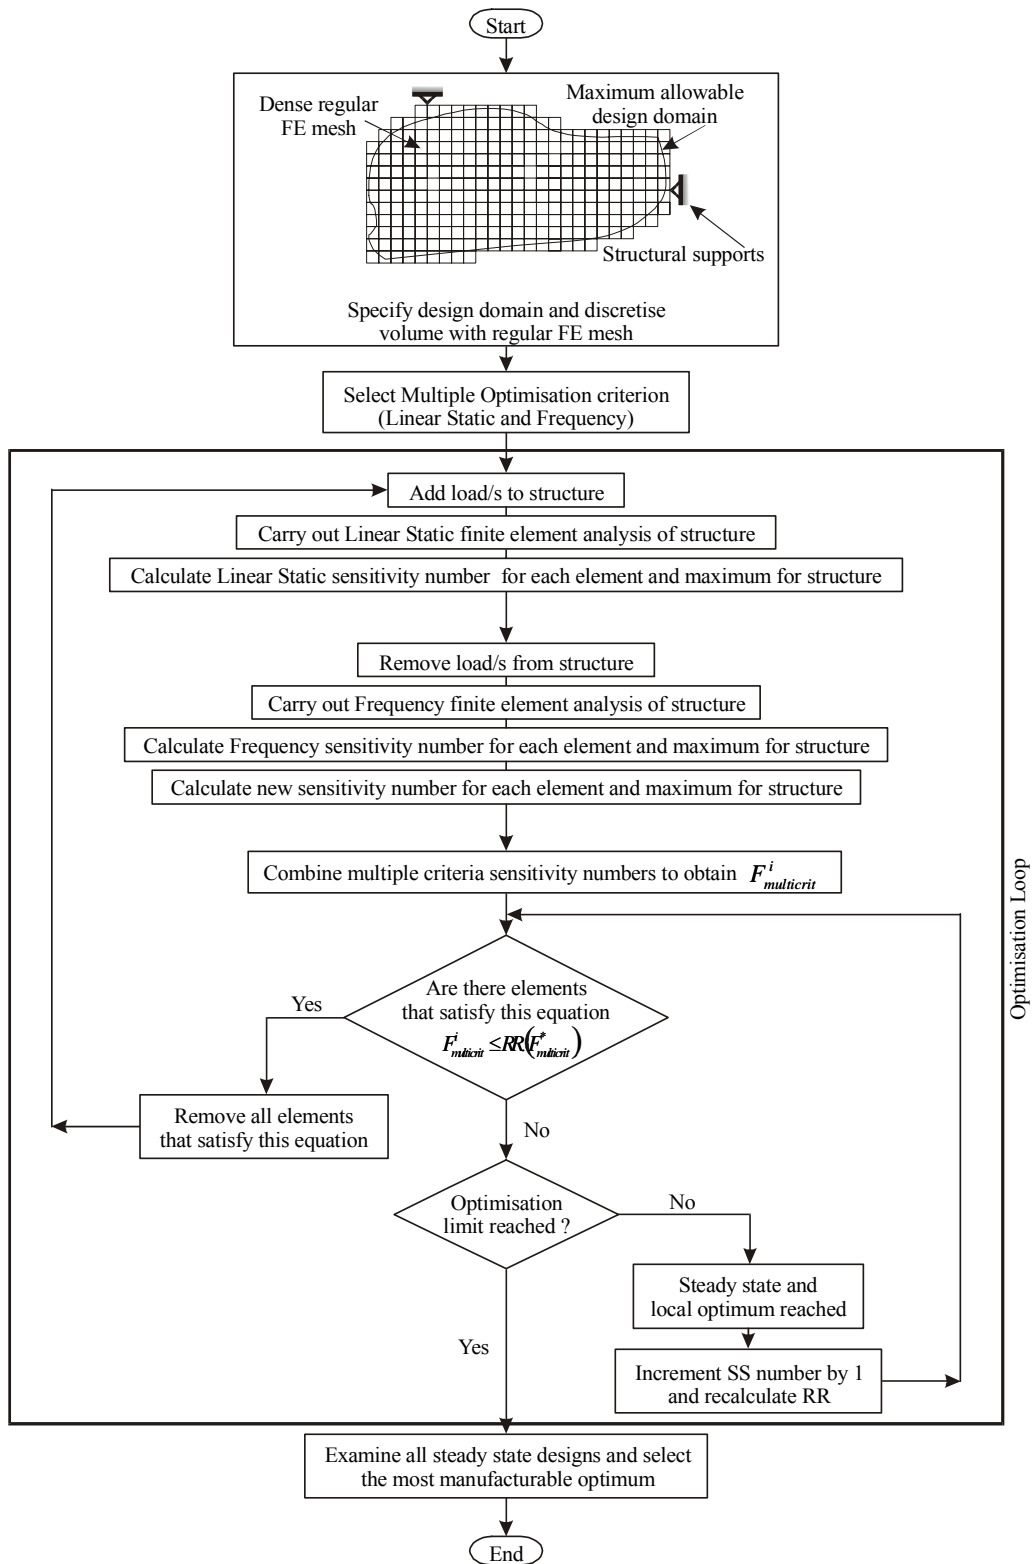 Start
Dense regular
FE mesh
Maximum allowable
design domain
Structural supports
Specify design domain and discretise
volume with regular FE mesh
Select Multiple Optimisation criterion
(Linear Static and Frequency)
Add load/s to structure
Carry out Linear Static finite element analysis of structure
Calculate Linear Static sensitivity number for each element and maximum for structure
Remove load/s from structure
Carry out Frequency finite element analysis of structure
Calculate Frequency sensitivity number for each element and maximum for structure
Calculate new sensitivity number for each element and maximum for structure
Combine multiple criteria sensitivity numbers to obtain F^i_multicrit
Optimisation Loop
Are there elements
that satisfy this equation
F^i_multicrit ≤ RR(F^*_multicrit)
Yes
Remove all elements
that satisfy this equation
No
Optimisation
limit reached ?
No
Steady state and
local optimum reached
Yes
Increment SS number by 1
and recalculate RR
Examine all steady state designs and select
the most manufacturable optimum
End